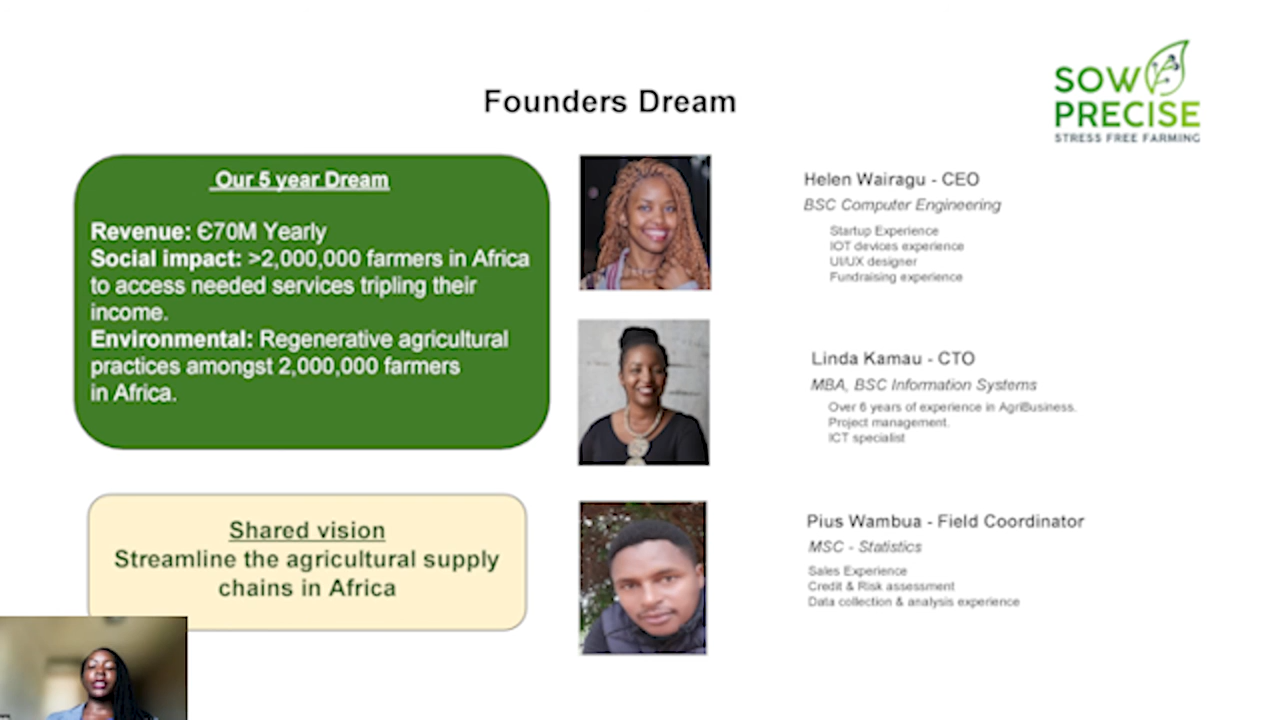 Founders Dream
SOW
PRECISE
STRESS FREE FARMING
Our 5 year Dream
Revenue: €70M Yearly
Social impact: >2,000,000 farmers in Africa
to access needed services tripling their
income.
Environmental: Regenerative agricultural
practices amongst 2,000,000 farmers
in Africa.
Shared vision
Streamline the agricultural supply
chains in Africa
Helen Wairagu - CEO
BSC Computer Engineering
Startup Experience
IOT devices experience
UI/UX designer
Fundraising experience
Linda Kamau - CTO
MBA, BSC Information Systems
Over 6 years of experience in AgriBusiness.
Project management.
ICT specialist
Pius Wambua - Field Coordinator
MSC - Statistics
Sales Experience
Credit & Risk assessment
Data collection & analysis experience